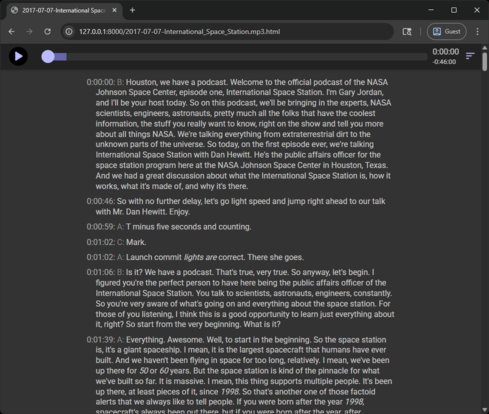 2017-07-07-International Spac
127.0.0.1:8000/2017-07-07-International_Space_Station.mp3.html
Guest
0:00:00
-0:46:00
0:00:00: B: Houston, we have a podcast. Welcome to the official podcast of the NASA
Johnson Space Center, episode one, International Space Station. I'm Gary Jordan,
and I'll be your host today. So on this podcast, we'll be bringing in the experts, NASA
scientists, engineers, astronauts, pretty much all the folks that have the coolest
information, the stuff you really want to know, right on the show and tell you more
about all things NASA. We're talking everything from extraterrestrial dirt to the
unknown parts of the universe. So today, on the first episode ever, we're talking
International Space Station with Dan Hewitt. He's the public affairs officer for the
space station program here at the NASA Johnson Space Center in Houston, Texas.
And we had a great discussion about what the International Space Station is, how it
works, what it's made of, and why it's there.
0:00:46: So with no further delay, let's go light speed and jump right ahead to our talk
with Mr. Dan Hewitt. Enjoy.
0:00:59: A: T minus five seconds and counting.
0:01:02: C: Mark.
0:01:02: A: Launch commit lights are correct. There she goes.
0:01:06: B: Is it? We have a podcast. That's true, very true. So anyway, let's begin. I
figured you're the perfect person to have here being the public affairs officer of the
International Space Station. You talk to scientists, astronauts, engineers, constantly.
So you're very aware of what's going on and everything about the space station. For
those of you listening, I think this is a good opportunity to learn just everything about
it, right? So start from the very beginning. What is it?
0:01:39: A: Everything. Awesome. Well, to start in the beginning. So the space station
is, it's a giant spaceship. I mean, it is the largest spacecraft that humans have ever
built. And we haven't been flying in space for too long, relatively. I mean, we've been
up there for 50 or 60 years. But the space station is kind of the pinnacle for what
we've built so far. It is massive. I mean, this thing supports multiple people. It's been
up there, at least pieces of it, since 1998. So that's another one of those factoid
alerts that we always like to tell people. If you were born after the year 1998,
spacecraft's always been out there, but if you were born after the year, after